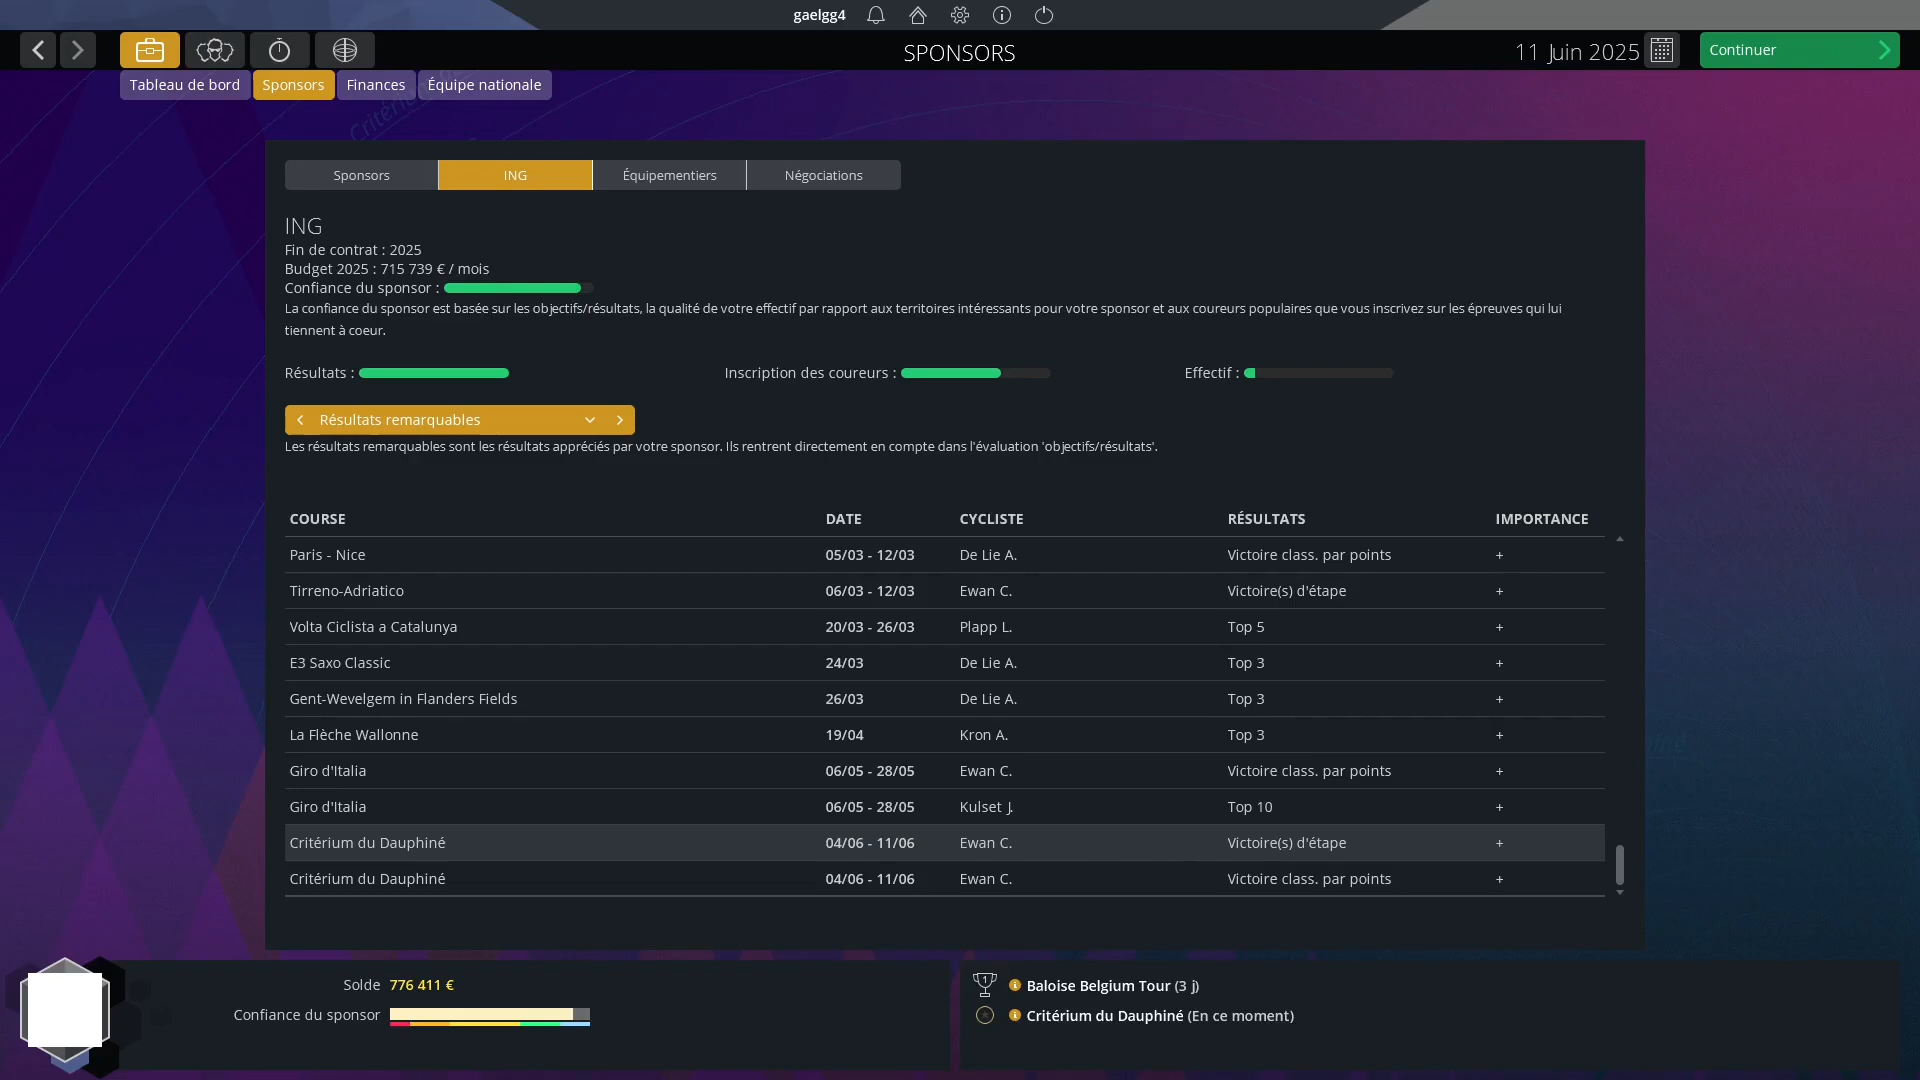 gaelgg4
SPONSORS
11 Juin 2025
Continuer
Tableau de bord
Sponsors
Finances
Équipe nationale
Sponsors
ING
Équipementiers
Négociations
ING
Fin de contrat : 2025
Budget 2025 : 715 739 € / mois
Confiance du sponsor :
La confiance du sponsor est basée sur les objectifs/résultats, la qualité de votre effectif par rapport aux territoires intéressants pour votre sponsor et aux coureurs populaires que vous inscrivez sur les épreuves qui lui
tiennent à coeur.
Résultats :
Inscription des coureurs :
Effectif :
Résultats remarquables
Les résultats remarquables sont les résultats appréciés par votre sponsor. Ils rentrent directement en compte dans l'évaluation 'objectifs/résultats'.
COURSE DATE CYCLISTE RÉSULTATS IMPORTANCE
Paris - Nice 05/03 - 12/03 De Lie A. Victoire class. par points +
Tirreno-Adriatico 06/03 - 12/03 Ewan C. Victoire(s) d'étape +
Volta Ciclista a Catalunya 20/03 - 26/03 Plapp L. Top 5 +
E3 Saxo Classic 24/03 De Lie A. Top 3 +
Gent-Wevelgem in Flanders Fields 26/03 De Lie A. Top 3 +
La Flèche Wallonne 19/04 Kron A. Top 3 +
Giro d'Italia 06/05 - 28/05 Ewan C. Victoire class. par points +
Giro d'Italia 06/05 - 28/05 Kulset J. Top 10 +
Critérium du Dauphiné 04/06 - 11/06 Ewan C. Victoire(s) d'étape +
Critérium du Dauphiné 04/06 - 11/06 Ewan C. Victoire class. par points +
Solde 776 411 €
Confiance du sponsor
Baloise Belgium Tour (3 j)
Critérium du Dauphiné (En ce moment)